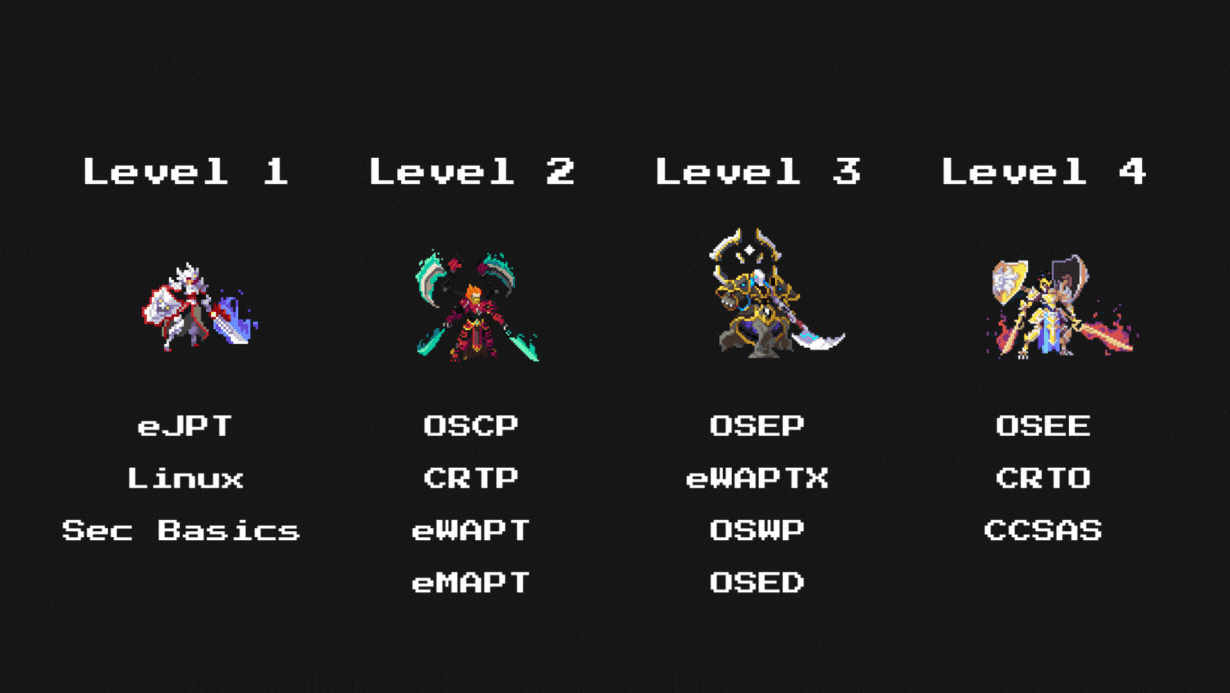 Level 1
Level 2
Level 3
Level 4
eJPT
OSCP
OSEP
OSEE
Linux
CRTP
eWAPTX
CRTO
Sec Basics
eWAPT
OSWP
CCSAS
eMAPT
OSED